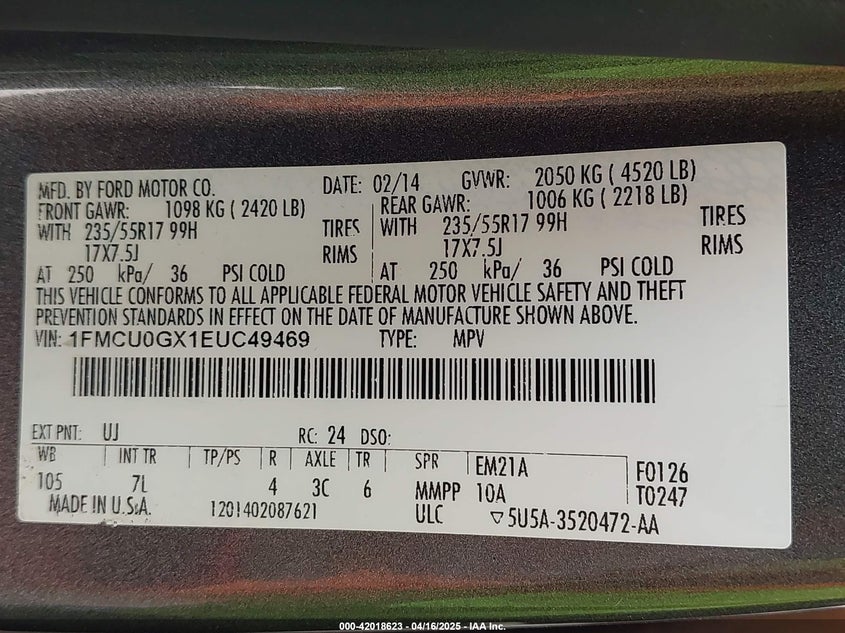 MFD. BY FORD MOTOR CO. DATE: 02/14 GVWR: 2050 KG ( 4520 LB)
FRONT GAWR: 1098 KG ( 2420 LB) REAR GAWR: 1006 KG ( 2218 LB)
WITH 235/55R17 99H TIRES WITH 235/55R17 99H TIRES
17X7.5J RIMS 17X7.5J RIMS
AT 250 kPa/ 36 PSI COLD AT 250 kPa/ 36 PSI COLD
THIS VEHICLE CONFORMS TO ALL APPLICABLE FEDERAL MOTOR VEHICLE SAFETY AND THEFT
PREVENTION STANDARDS IN EFFECT ON THE DATE OF MANUFACTURE SHOWN ABOVE.
VIN: 1FMCU0GX1EUC49469 TYPE: MPV
EXT PNT: UJ RC: 24 DSO:
WB INT TR TP/PS R AXLE TR SPR EM21A F0126
105 7L 4 3C 6 MMPP 10A T0247
MADE IN U.S.A. 1201402087621 ULC ▽5U5A-3520472-AA
000-42018623 - 04/16/2025 - IAA Inc.